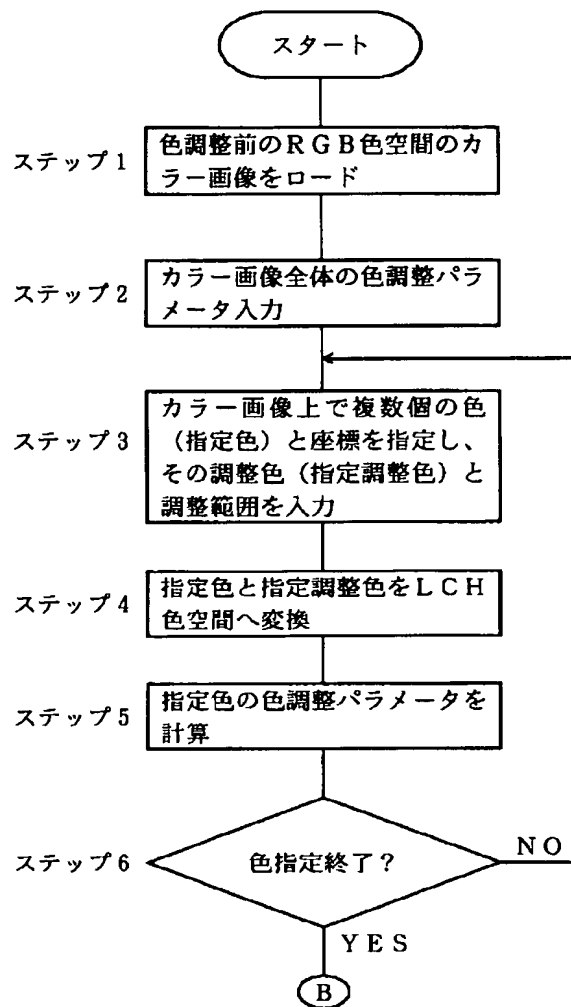 スタート
ステップ1
色調整前のRGB色空間のカ
ラー画像をロード
ステップ2
カラー画像全体の色調整パラ
メータ入力
ステップ3
カラー画像上で複数個の色
(指定色)と座標を指定し、
その調整色(指定調整色)と
調整範囲を入力
ステップ4
指定色と指定調整色をLCH
色空間へ変換
ステップ5
指定色の色調整パラメータを
計算
ステップ6
色指定終了?
NO
YES
B